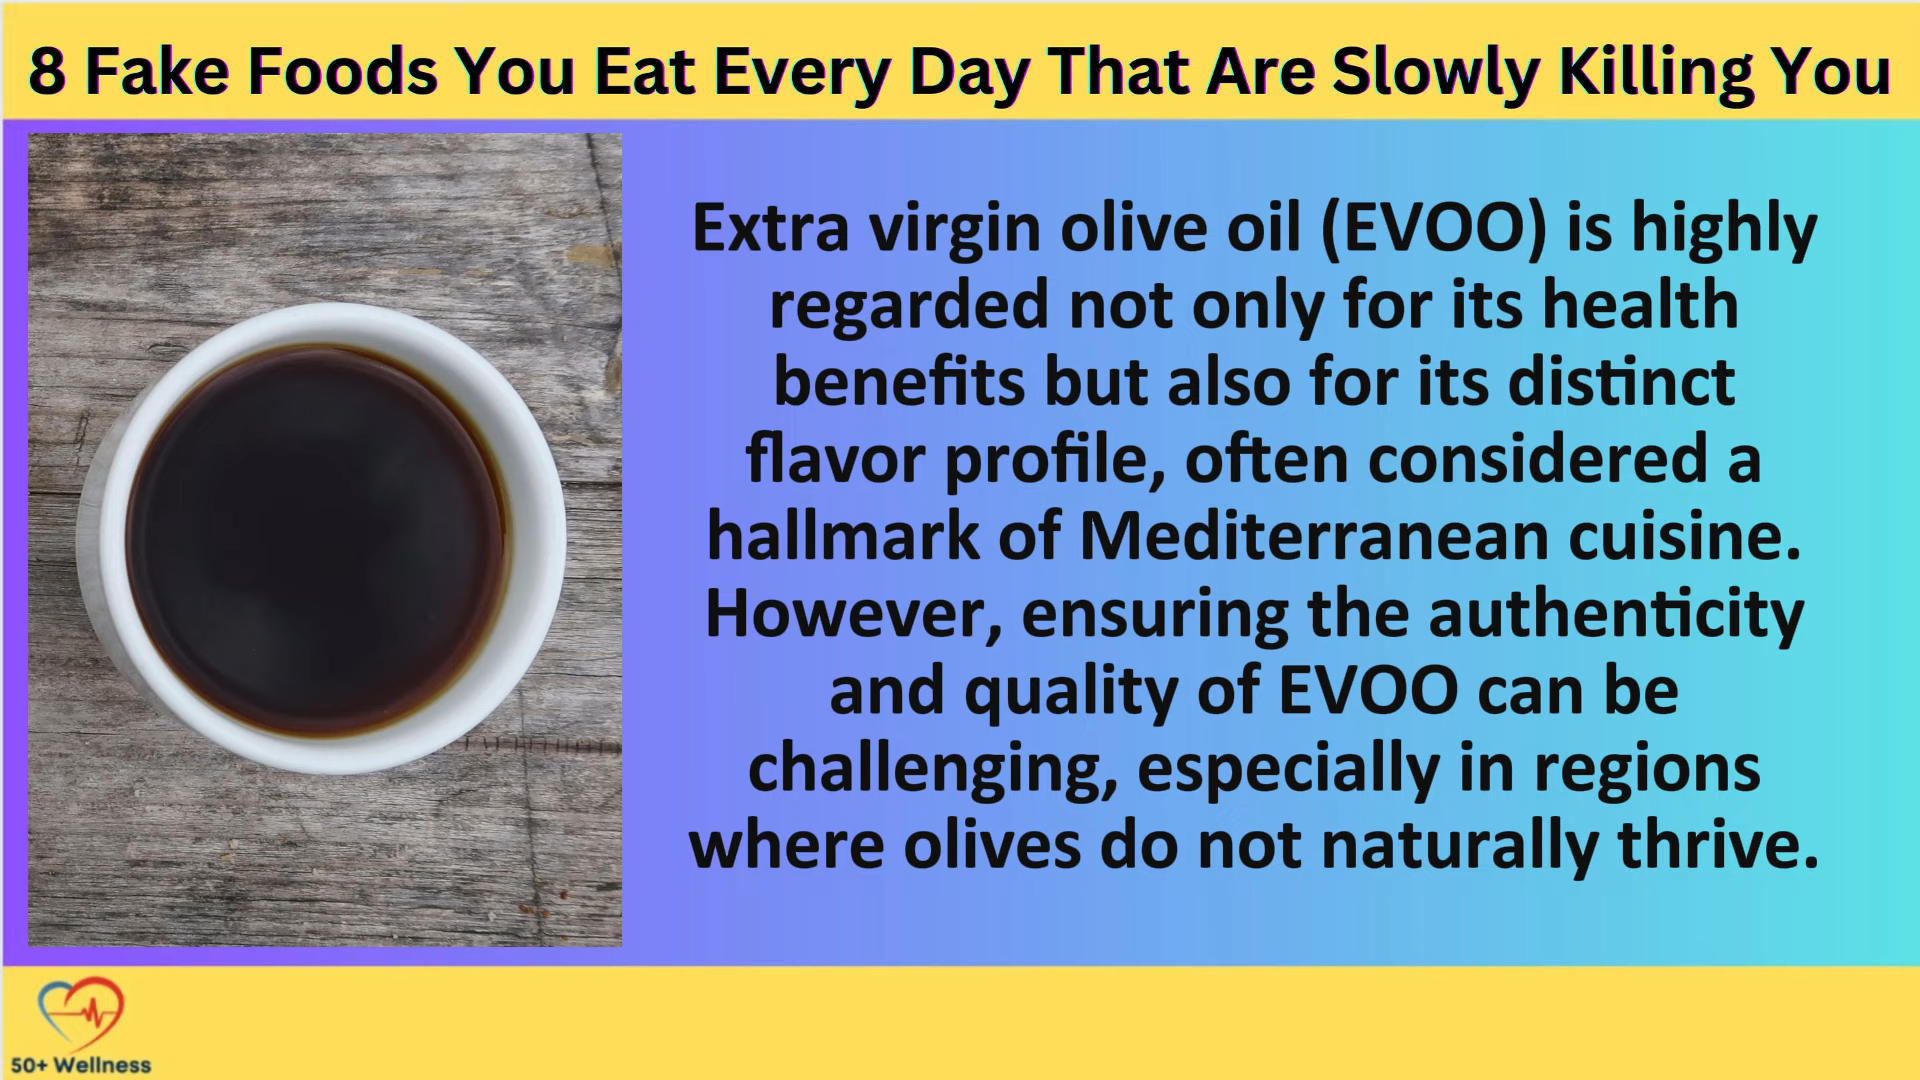 8 Fake Foods You Eat Every Day That Are Slowly Killing You
Extra virgin olive oil (EVOO) is highly
regarded not only for its health
benefits but also for its distinct
flavor profile, often considered a
hallmark of Mediterranean cuisine.
However, ensuring the authenticity
and quality of EVOO can be
challenging, especially in regions
where olives do not naturally thrive.
50+ Wellness